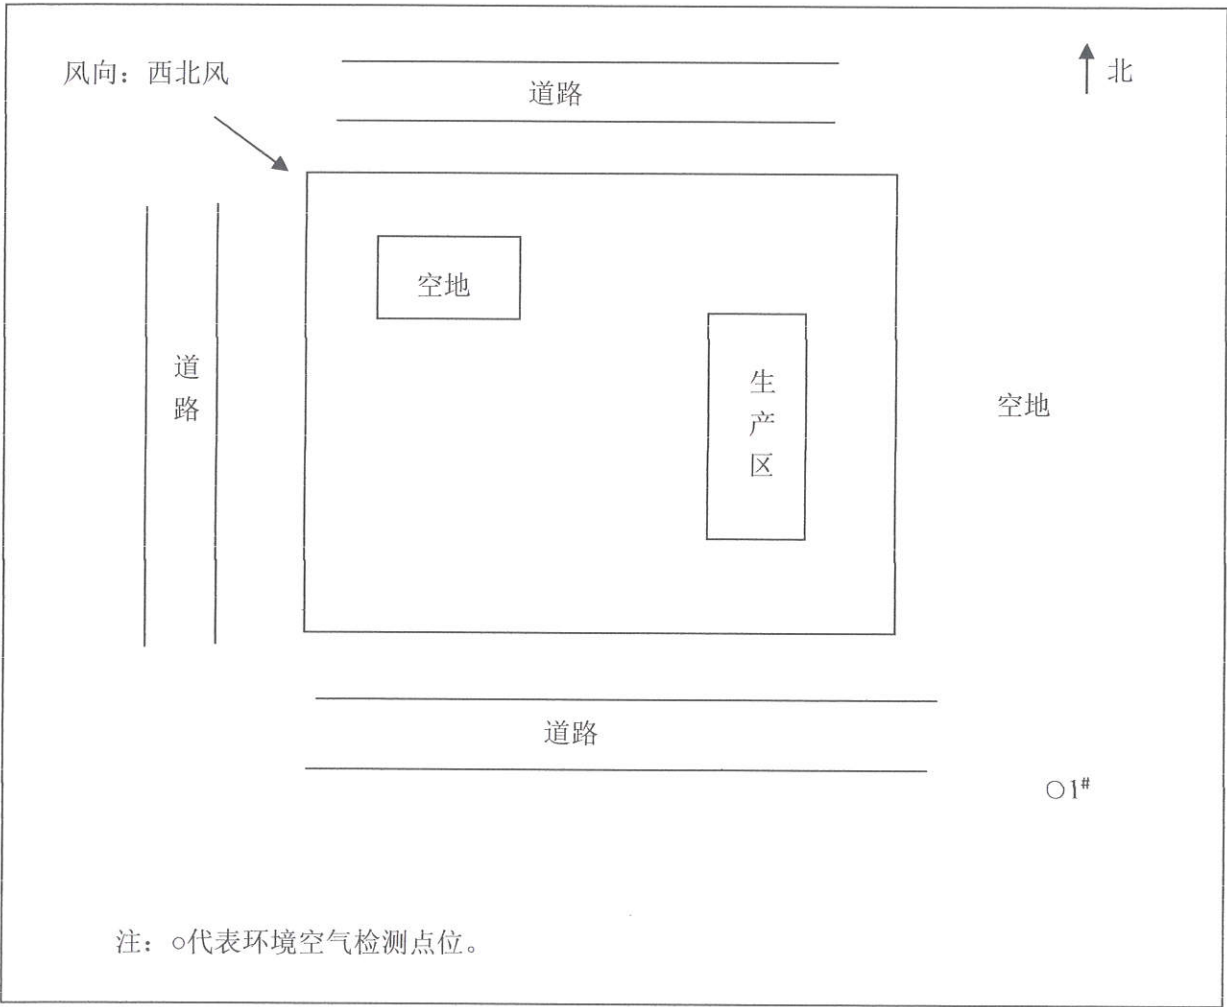 风向：西北风
道路
北
空地
道路
生产区
空地
道路
○1#
注：○代表环境空气检测点位。